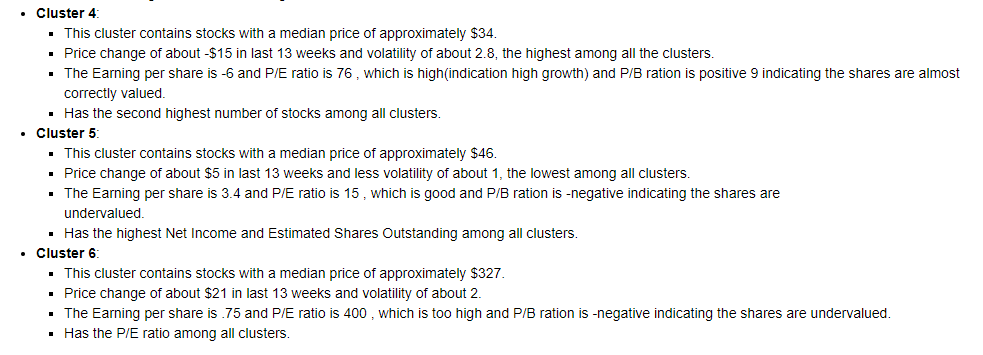 • Cluster 4:
▪ This cluster contains stocks with a median price of approximately $34.
▪ Price change of about -$15 in last 13 weeks and volatility of about 2.8, the highest among all the clusters.
▪ The Earning per share is -6 and P/E ratio is 76 , which is high(indication high growth) and P/B ration is positive 9 indicating the shares are almost
correctly valued.
▪ Has the second highest number of stocks among all clusters.
• Cluster 5:
▪ This cluster contains stocks with a median price of approximately $46.
▪ Price change of about $5 in last 13 weeks and less volatility of about 1, the lowest among all clusters.
▪ The Earning per share is 3.4 and P/E ratio is 15 , which is good and P/B ration is -negative indicating the shares are
undervalued.
▪ Has the highest Net Income and Estimated Shares Outstanding among all clusters.
• Cluster 6:
▪ This cluster contains stocks with a median price of approximately $327.
▪ Price change of about $21 in last 13 weeks and volatility of about 2.
▪ The Earning per share is .75 and P/E ratio is 400 , which is too high and P/B ration is -negative indicating the shares are undervalued.
▪ Has the P/E ratio among all clusters.